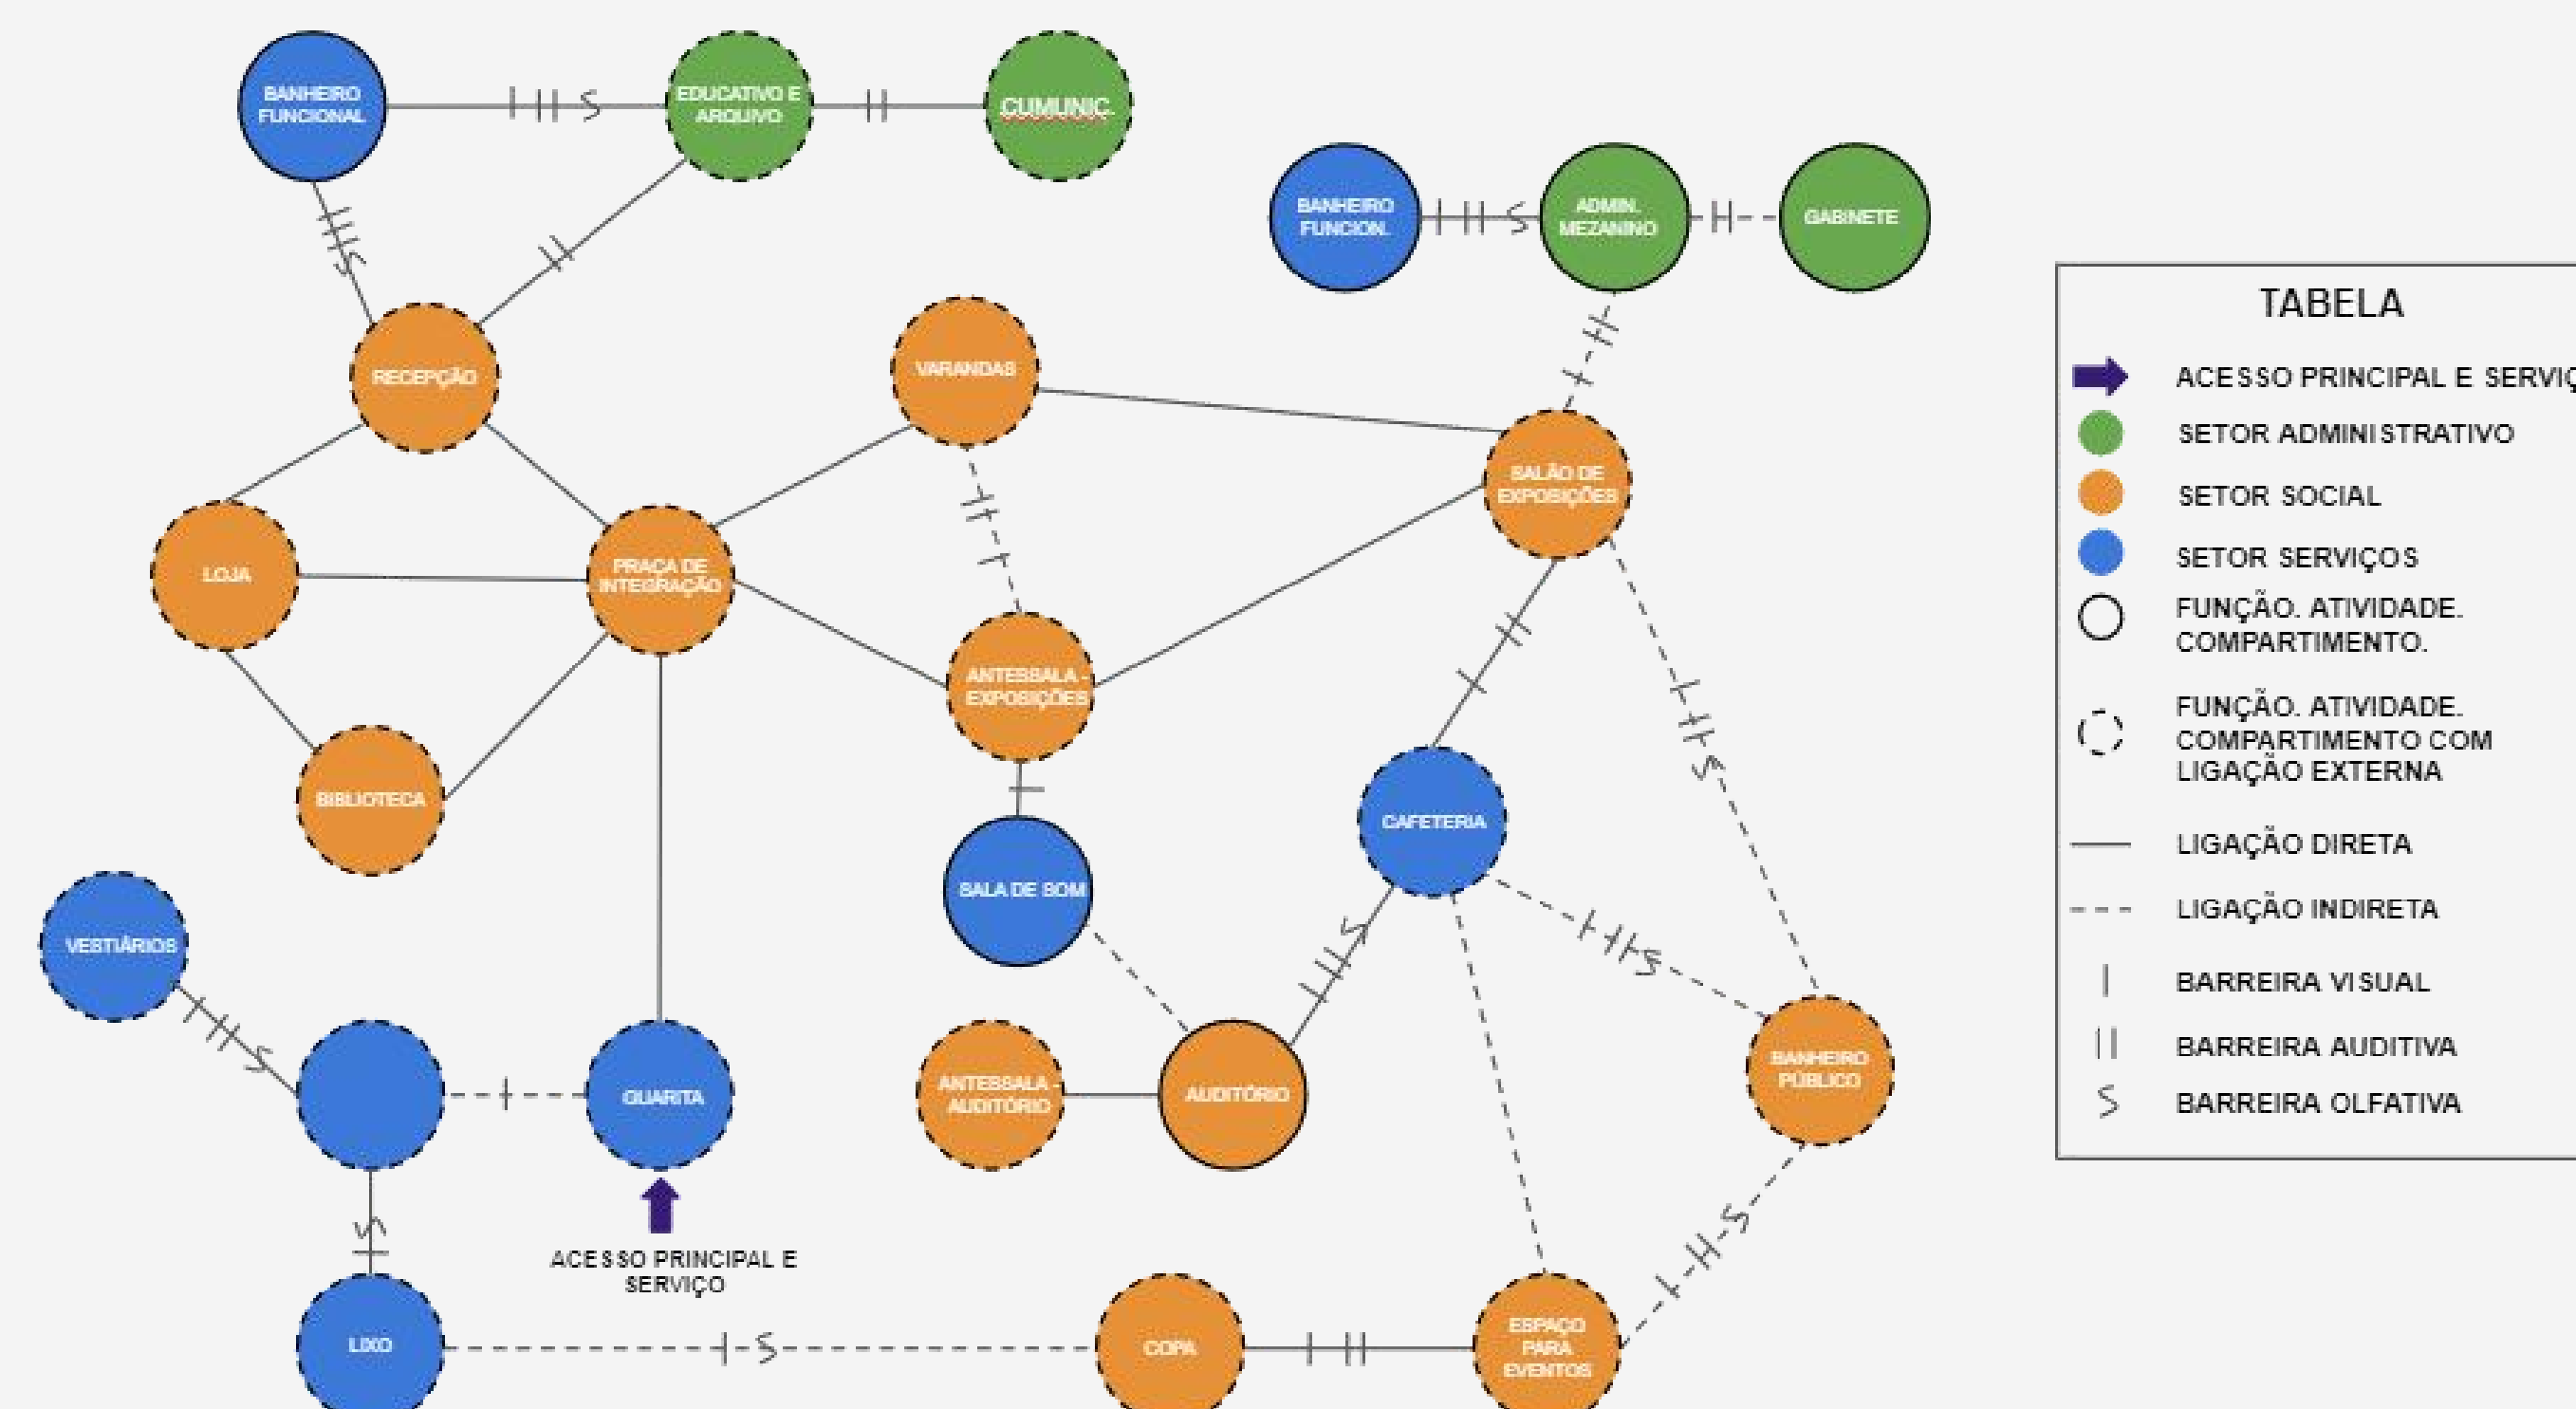 BANHEIRO
FUNCIONAL
EDUCATIVO E
ARQUIVO
CUMUNIC.
BANHEIRO
FUNCION.
ADMIN.
MEZANINO
GABINETE
RECEPÇÃO
VARANDAS
SALÃO DE
EXPOSIÇÕES
LOJA
PRAÇA DE
INTEGRAÇÃO
ANTESSALA -
EXPOSIÇÕES
BIBLIOTECA
CAFETERIA
SALA DE SOM
VESTIÁRIOS
GUARITA
ANTESSALA -
AUDITÓRIO
AUDITÓRIO
BANHEIRO
PÚBLICO
ACESSO PRINCIPAL E
SERVIÇO
LIXO
COPA
ESPAÇO
PARA
EVENTOS
TABELA
ACESSO PRINCIPAL E SERVIÇ
SETOR ADMINISTRATIVO
SETOR SOCIAL
SETOR SERVIÇOS
FUNÇÃO. ATIVIDADE.
COMPARTIMENTO.
FUNÇÃO. ATIVIDADE.
COMPARTIMENTO COM
LIGAÇÃO EXTERNA
LIGAÇÃO DIRETA
LIGAÇÃO INDIRETA
BARREIRA VISUAL
BARREIRA AUDITIVA
BARREIRA OLFATIVA